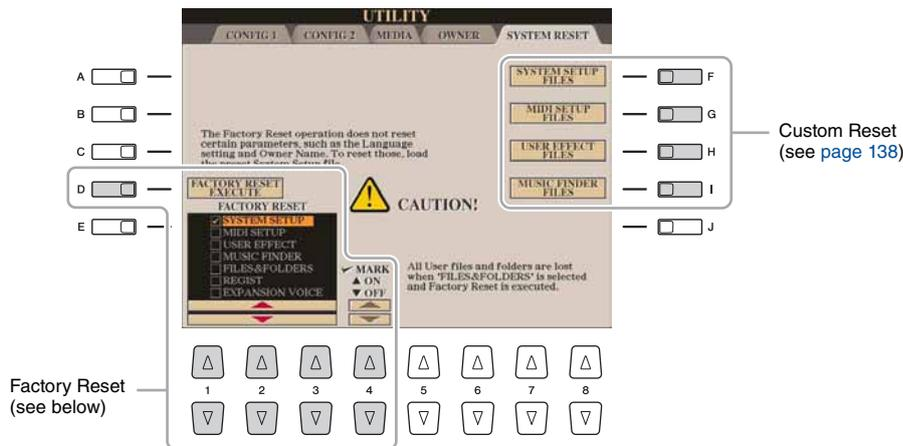 UTILITY
CONFIG 1 CONFIG 2 MEDIA OWNER SYSTEM RESET
A
B
C
D
E
SYSTEM SETUP
FILES
MIDI SETUP
FILES
USER EFFECT
FILES
MUSIC FINDER
FILES
F
G
H
I
J
Custom Reset
(see page 138)
The Factory Reset operation does not reset
certain parameters, such as the Language
setting and Owner Name. To reset those, load
the preset System Setup file.
FACTORY RESET
EXECUTE
CAUTION!
FACTORY RESET
SYSTEM SETUP
MIDI SETUP
USER EFFECT
MUSIC FINDER
FILES&FOLDERS
REGIST
EXPANSION VOICE
MARK
▲ ON
▼ OFF
All User files and folders are lost
when 'FILES&FOLDERS' is selected
and Factory Reset is executed.
1 2 3 4 5 6 7 8
Factory Reset
(see below)